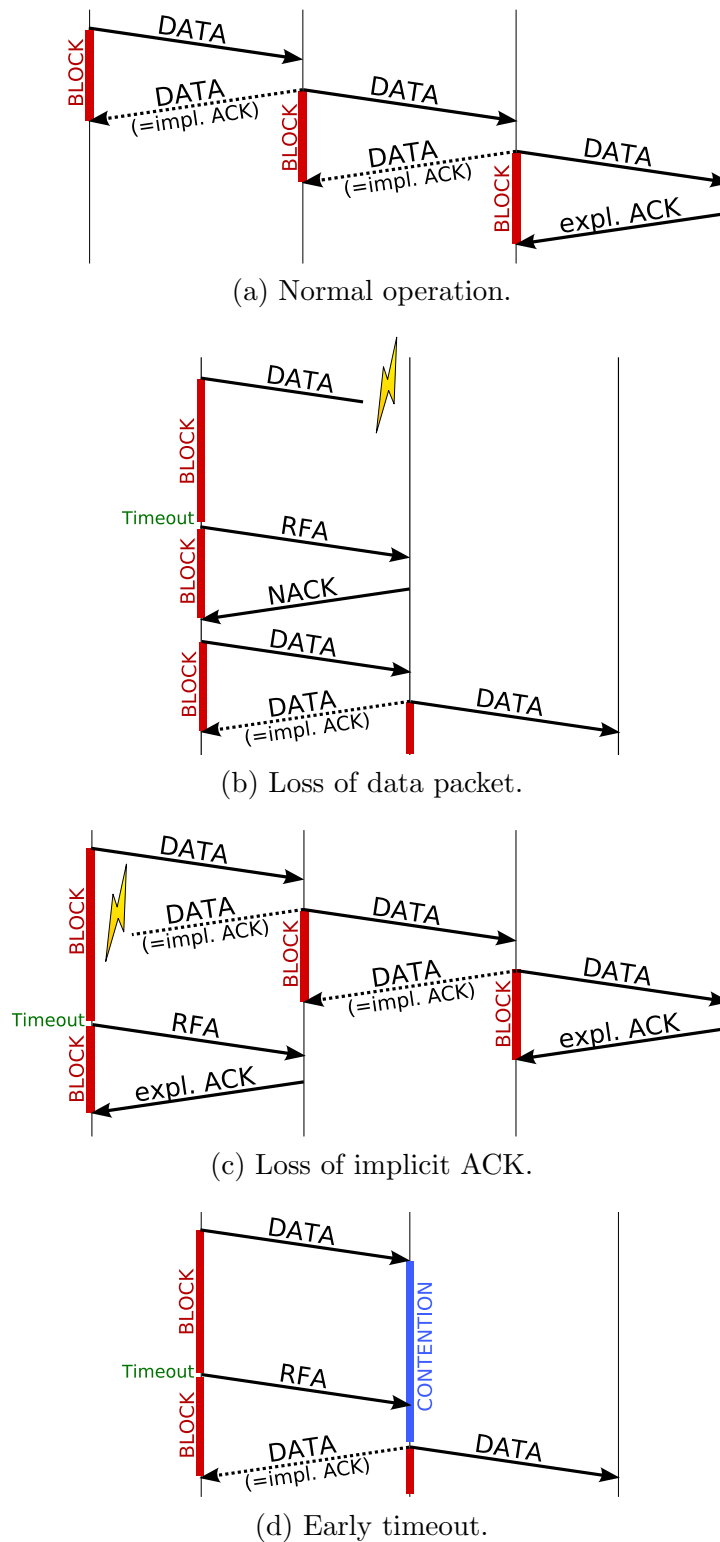 DATA
BLOCK
DATA
(=impl. ACK)
DATA
BLOCK
DATA
(=impl. ACK)
DATA
BLOCK
expl. ACK
(a) Normal operation.
DATA
BLOCK
Timeout
RFA
BLOCK
NACK
DATA
BLOCK
DATA
(=impl. ACK)
DATA
(b) Loss of data packet.
DATA
BLOCK
DATA
(=impl. ACK)
DATA
BLOCK
DATA
(=impl. ACK)
DATA
BLOCK
expl. ACK
Timeout
RFA
BLOCK
expl. ACK
(c) Loss of implicit ACK.
DATA
BLOCK
CONTENTION
Timeout
RFA
BLOCK
DATA
(=impl. ACK)
DATA
(d) Early timeout.